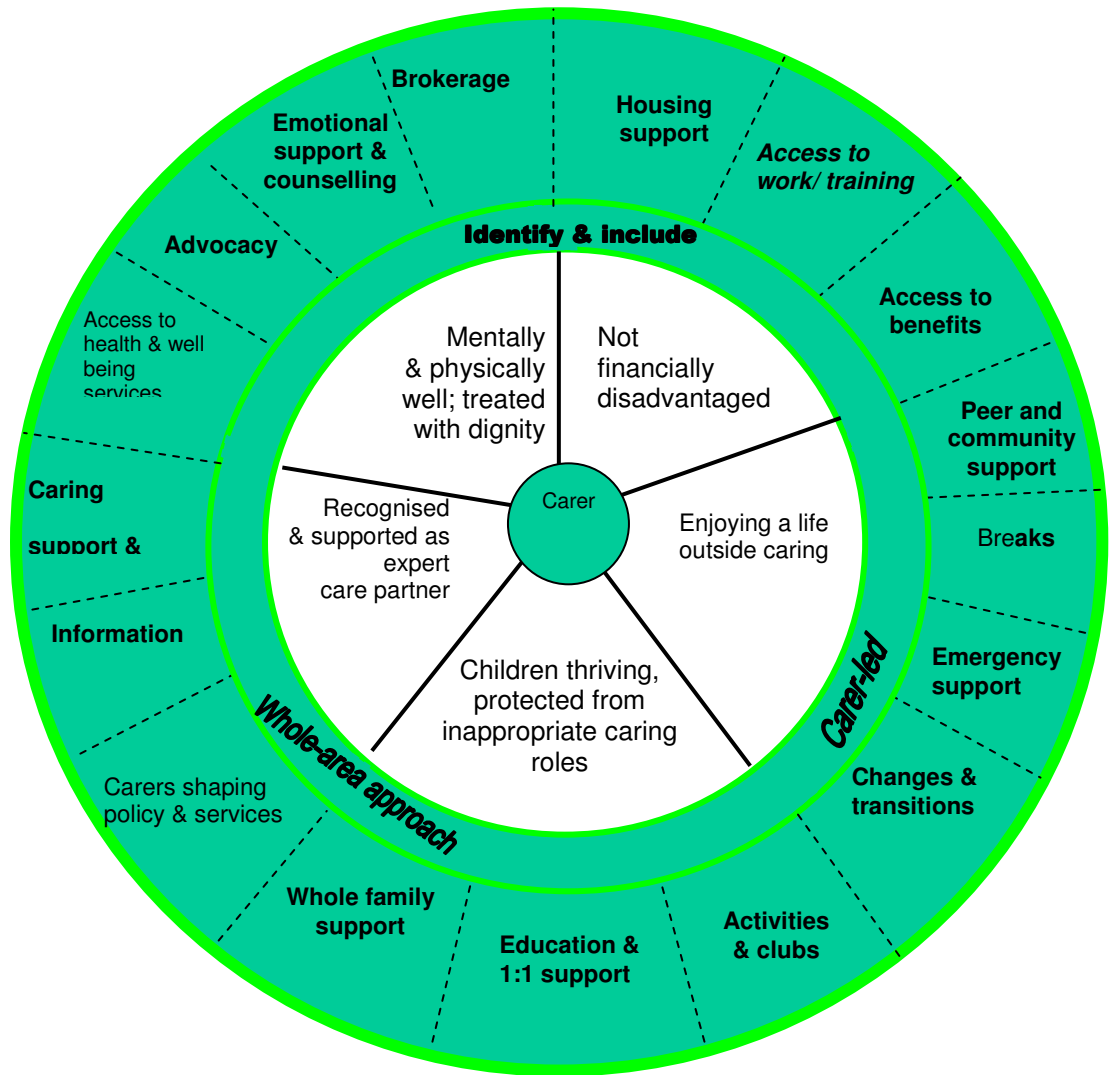 Brokerage
Housing
support
Access to
work/ training
Access to
benefits
Peer and
community
support
Breaks
Emergency
support
Changes &
transitions
Activities
& clubs
Education &
1:1 support
Whole family
support
Carers shaping
policy & services
Information
Caring
support &
Access to
health & well
being
services
Advocacy
Emotional
support &
counselling
Identify & include
Carer-led
Whole-area approach
Mentally
& physically
well; treated
with dignity
Not
financially
disadvantaged
Enjoying a life
outside caring
Children thriving,
protected from
inappropriate caring
roles
Recognised
& supported as
expert
care partner
Carer